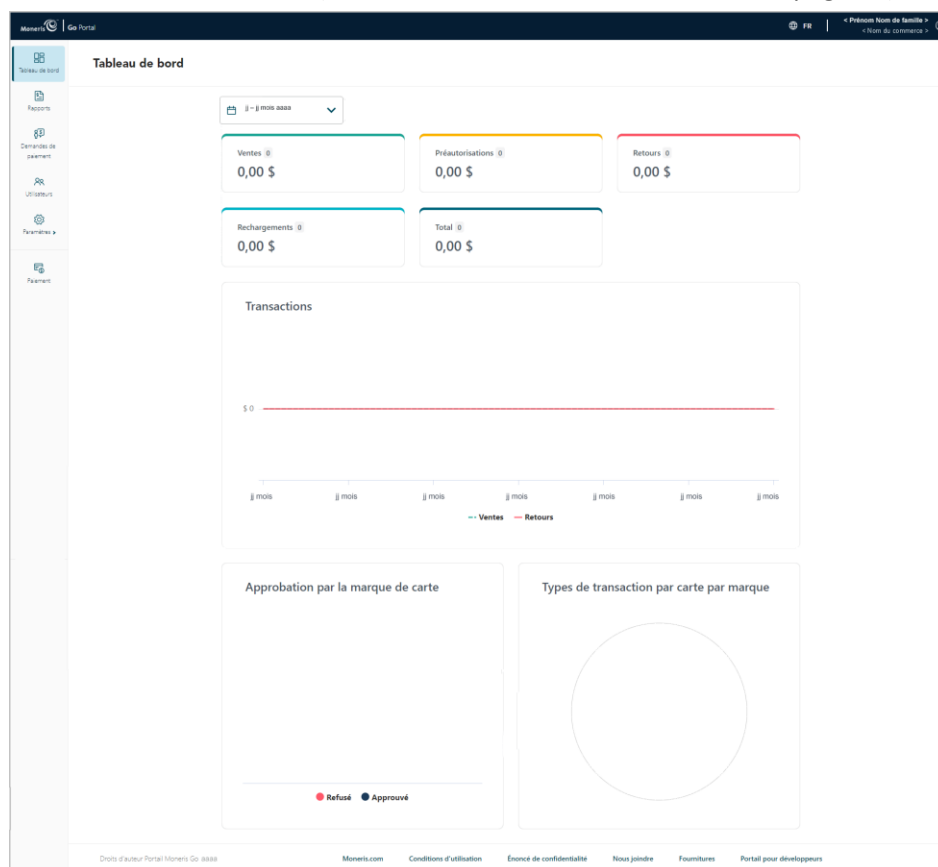 Moneris Go Portal
FR
< Prénom Nom de famille >
< Nom du commerce >
Tableau de bord
Rapports
Demandes de
paiement
Utilisateurs
Paramètres
Paiement
Tableau de bord
jj – jj mois aaaa
Ventes 0
0,00 $
Préautorisations 0
0,00 $
Retours 0
0,00 $
Rechargements 0
0,00 $
Total 0
0,00 $
Transactions
$ 0
jj mois jj mois jj mois jj mois jj mois jj mois jj mois
Ventes Retours
Approbation par la marque de carte
Refusé Approuvé
Types de transaction par carte par marque
Droits d'auteur Portail Moneris Go aaaa
Moneris.com Conditions d'utilisation Énoncé de confidentialité Nous joindre Fournitures Portail pour développeurs